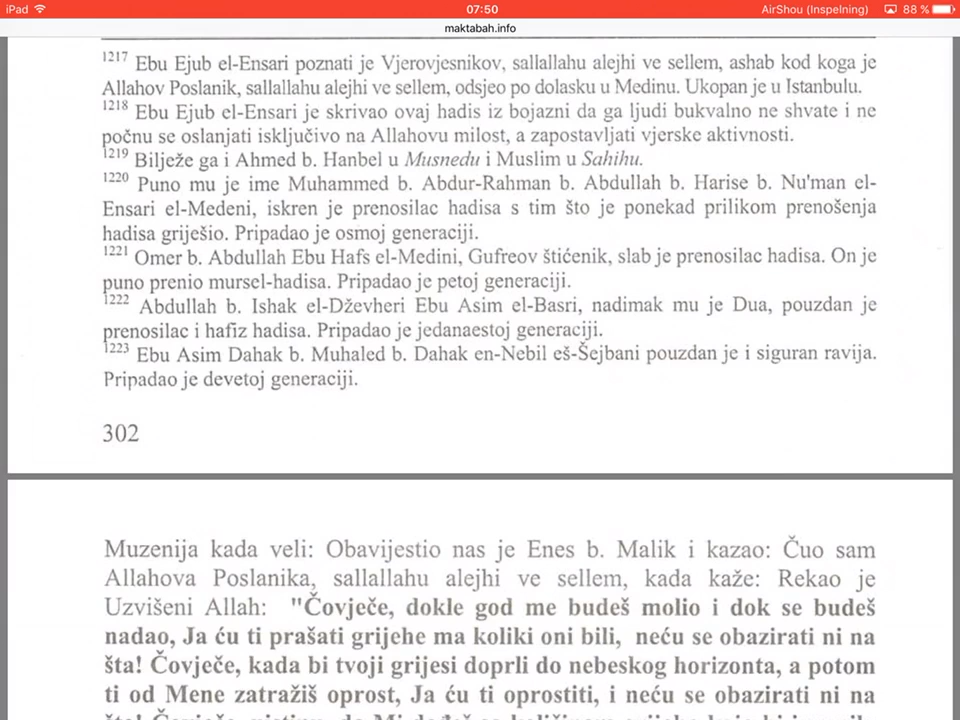 iPad 07:50 AirShou (Inspelning) 88 %
maktabah.info
1217 Ebu Ejub el-Ensari poznati je Vjerovjesnikov, sallallahu alejhi ve sellem, ashab kod koga je
Allahov Poslanik, sallallahu alejhi ve sellem, odsjeo po dolasku u Medinu. Ukopan je u Istanbulu.
1218 Ebu Ejub el-Ensari je skrivao ovaj hadis iz bojazni da ga ljudi bukvalno ne shvate i ne
počnu se oslanjati isključivo na Allahovu milost, a zapostavljati vjerske aktivnosti.
1219 Bilježe ga i Ahmed b. Hanbel u Musnedu i Muslim u Sahihu.
1220 Puno mu je ime Muhammed b. Abdur-Rahman b. Abdullah b. Harise b. Nu'man el-
Ensari el-Medeni, iskren je prenosilac hadisa s tim što je ponekad prilikom prenošenja
hadisa griješio. Pripadao je osmoj generaciji.
1221 Omer b. Abdullah Ebu Hafs el-Medini, Gufreov štićenik, slab je prenosilac hadisa. On je
puno prenio mursel-hadisa. Pripadao je petoj generaciji.
1222 Abdullah b. Ishak el-Dževheri Ebu Asim el-Basri, nadimak mu je Dua, pouzdan je
prenosilac i hafiz hadisa. Pripadao je jedanaestoj generaciji.
1223 Ebu Asim Dahak b. Muhaled b. Dahak en-Nebil eš-Šejbani pouzdan je i siguran ravija.
Pripadao je devetoj generaciji.
302
Muzenija kada veli: Obavijestio nas je Enes b. Malik i kazao: Čuo sam
Allahova Poslanika, sallallahu alejhi ve sellem, kada kaže: Rekao je
Uzvišeni Allah: "Čovječe, dokle god me budeš molio i dok se budeš
nadao, Ja ću ti prašati grijehe ma koliki oni bili, neću se obazirati ni na
šta! Čovječe, kada bi tvoji grijesi doprli do nebeskog horizonta, a potom
ti od Mene zatražiš oprost, Ja ću ti oprostiti, i neću se obazirati ni na